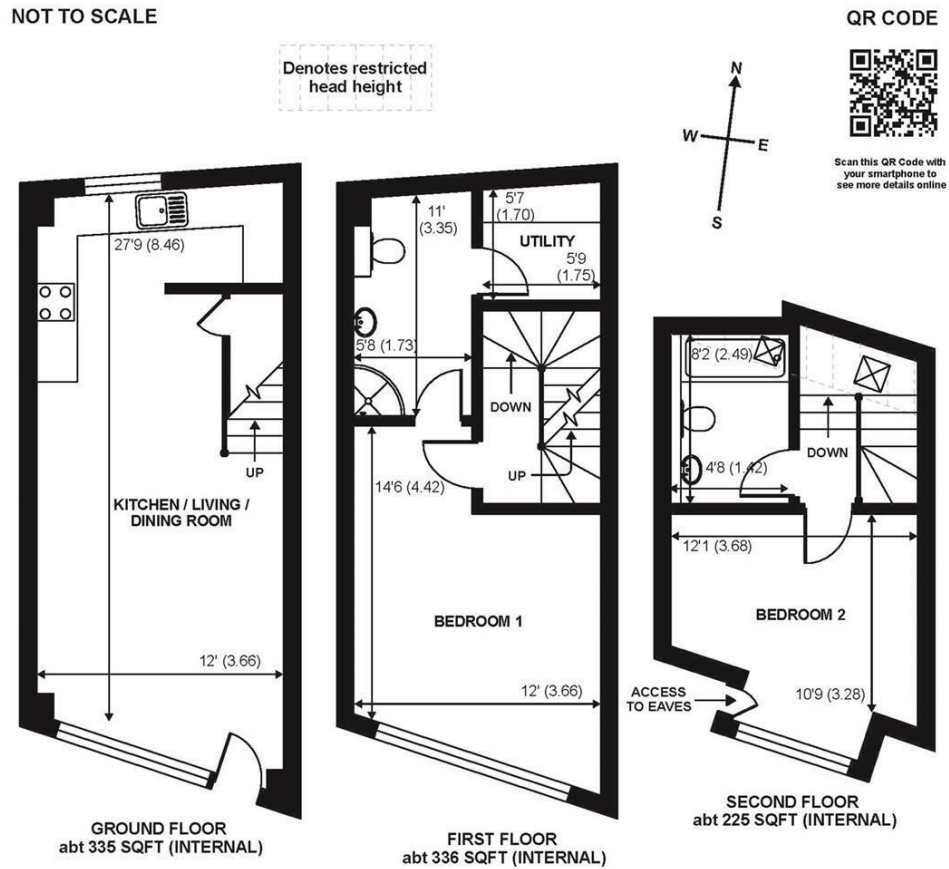 NOT TO SCALE
QR CODE
Denotes restricted
head height
N
W
E
S
Scan this QR Code with
your smartphone to
see more details online
27'9 (8.46)
UP
KITCHEN / LIVING /
DINING ROOM
12' (3.66)
GROUND FLOOR
abt 335 SQFT (INTERNAL)
11'
(3.35)
5'7
(1.70)
UTILITY
5'9
(1.75)
5'8 (1.73)
DOWN
UP
14'6 (4.42)
BEDROOM 1
12' (3.66)
FIRST FLOOR
abt 336 SQFT (INTERNAL)
8'2 (2.49)
DOWN
4'8 (1.42)
12'1 (3.68)
BEDROOM 2
ACCESS
TO EAVES
10'9 (3.28)
SECOND FLOOR
abt 225 SQFT (INTERNAL)